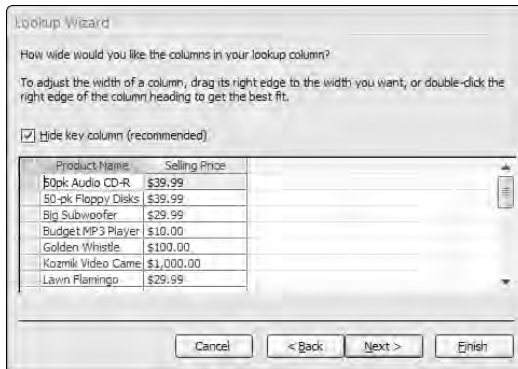 Lookup Wizard
How wide would you like the columns in your lookup column?
To adjust the width of a column, drag its right edge to the width you want, or double-click the
right edge of the column heading to get the best fit.
Hide key column (recommended)
Product Name Selling Price
50pk Audio CD-R $39.99
50-pk Floppy Disks $39.99
Big Subwoofer $29.99
Budget MP3 Player $10.00
Golden Whistle $100.00
Kozmik Video Came $1,000.00
Lawn Flamingo $29.99
Cancel < Back Next > Finish